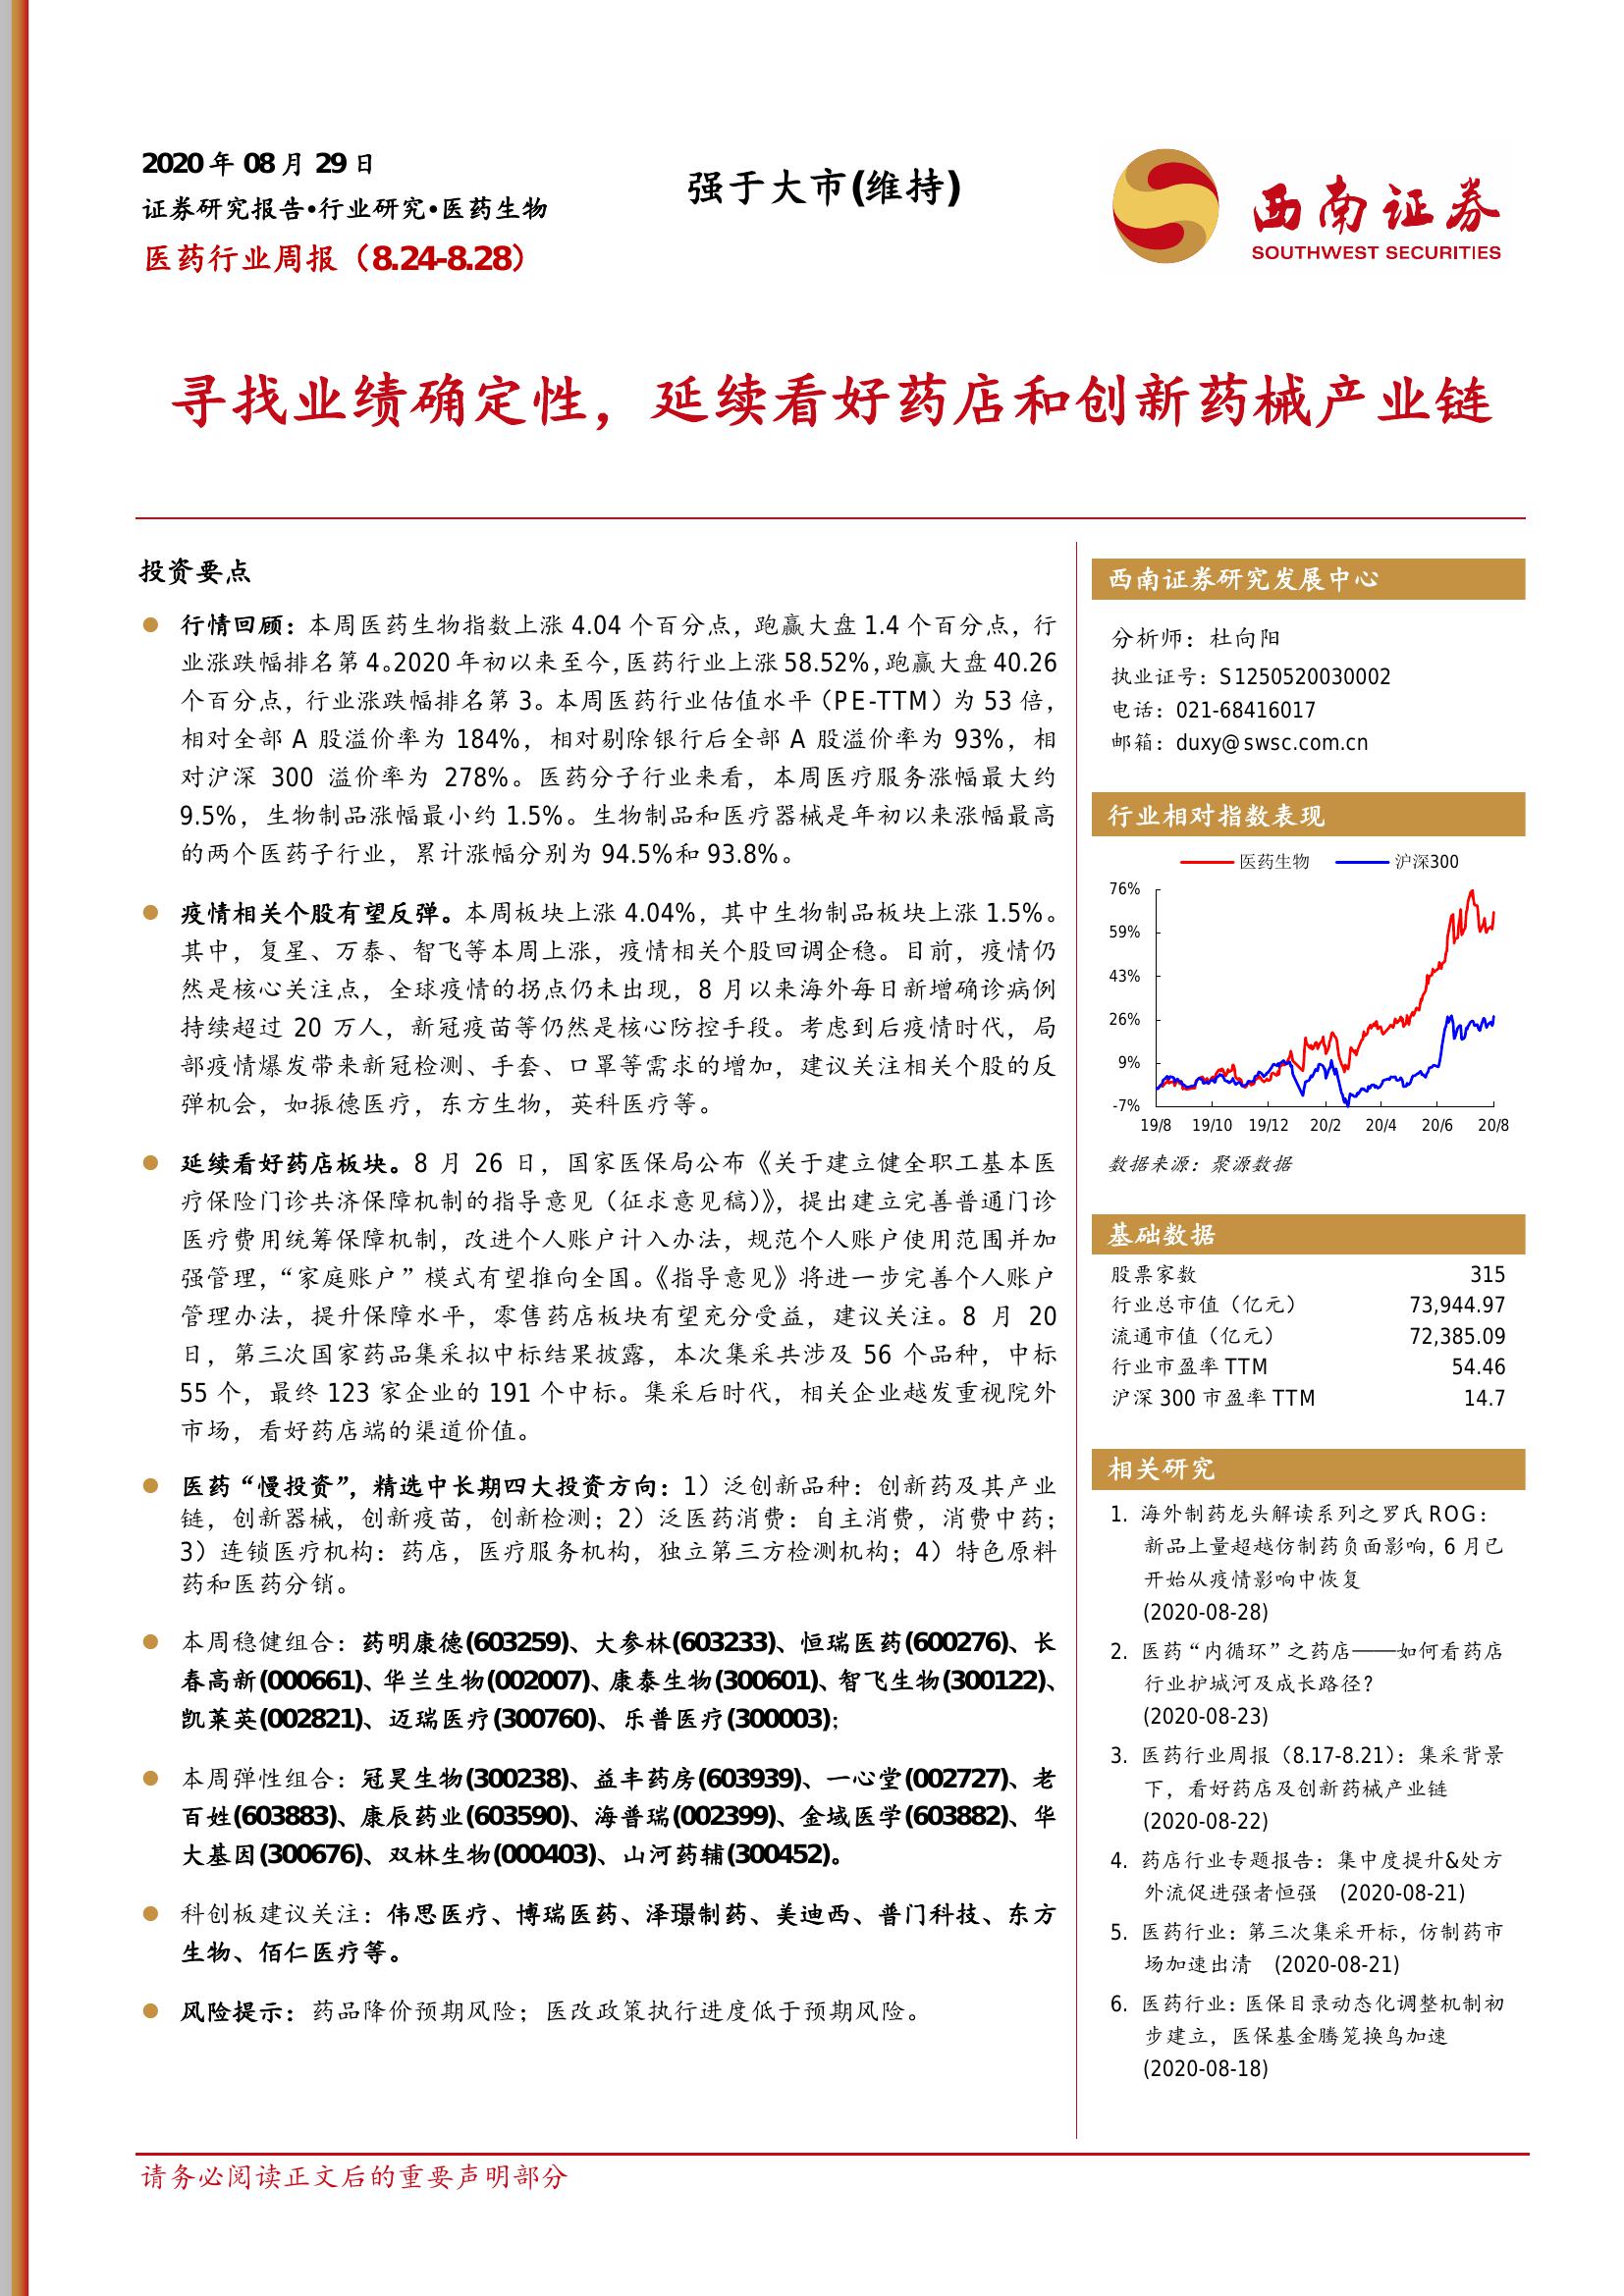 2020 年 08 月 29 日
证券研究报告•行业研究•医药生物
医药行业周报（8.24-8.28）
强于大市(维持)
西南证券
SOUTHWEST SECURITIES
寻找业绩确定性，延续看好药店和创新药械产业链
投资要点
行情回顾：本周医药生物指数上涨 4.04 个百分点，跑赢大盘 1.4 个百分点，行
业涨跌幅排名第 4。2020 年初以来至今，医药行业上涨 58.52%，跑赢大盘 40.26
个百分点，行业涨跌幅排名第 3。本周医药行业估值水平（PE-TTM）为 53 倍，
相对全部 A 股溢价率为 184%，相对剔除银行后全部 A 股溢价率为 93%，相
对沪深 300 溢价率为 278%。医药分子行业来看，本周医疗服务涨幅最大约
9.5%，生物制品涨幅最小约 1.5%。生物制品和医疗器械是年初以来涨幅最高
的两个医药子行业，累计涨幅分别为 94.5%和 93.8%。
疫情相关个股有望反弹。本周板块上涨 4.04%，其中生物制品板块上涨 1.5%。
其中，复星、万泰、智飞等本周上涨，疫情相关个股回调企稳。目前，疫情仍
然是核心关注点，全球疫情的拐点仍未出现，8 月以来海外每日新增确诊病例
持续超过 20 万人，新冠疫苗等仍然是核心防控手段。考虑到后疫情时代，局
部疫情爆发带来新冠检测、手套、口罩等需求的增加，建议关注相关个股的反
弹机会，如振德医疗，东方生物，英科医疗等。
延续看好药店板块。8 月 26 日，国家医保局公布《关于建立健全职工基本医
疗保险门诊共济保障机制的指导意见（征求意见稿）》，提出建立完善普通门诊
医疗费用统筹保障机制，改进个人账户计入办法，规范个人账户使用范围并加
强管理，“家庭账户”模式有望推向全国。《指导意见》将进一步完善个人账户
管理办法，提升保障水平，零售药店板块有望充分受益，建议关注。8 月 20
日，第三次国家药品集采拟中标结果披露，本次集采共涉及 56 个品种，中标
55 个，最终 123 家企业的 191 个中标。集采后时代，相关企业越发重视院外
市场，看好药店端的渠道价值。
医药“慢投资”，精选中长期四大投资方向：1）泛创新品种：创新药及其产业
链，创新器械，创新疫苗，创新检测；2）泛医药消费：自主消费，消费中药；
3）连锁医疗机构：药店，医疗服务机构，独立第三方检测机构；4）特色原料
药和医药分销。
本周稳健组合：药明康德(603259)、大参林(603233)、恒瑞医药(600276)、长
春高新(000661)、华兰生物(002007)、康泰生物(300601)、智飞生物(300122)、
凯莱英(002821)、迈瑞医疗(300760)、乐普医疗(300003)；
本周弹性组合：冠昊生物(300238)、益丰药房(603939)、一心堂(002727)、老
百姓(603883)、康辰药业(603590)、海普瑞(002399)、金域医学(603882)、华
大基因(300676)、双林生物(000403)、山河药辅(300452)。
科创板建议关注：伟思医疗、博瑞医药、泽璟制药、美迪西、普门科技、东方
生物、佰仁医疗等。
风险提示：药品降价预期风险；医改政策执行进度低于预期风险。
西南证券研究发展中心
分析师：杜向阳
执业证号：S1250520030002
电话：021-68416017
邮箱：duxy@swsc.com.cn
行业相对指数表现
医药生物 沪深300
76%
59%
43%
26%
9%
-7%
19/8 19/10 19/12 20/2 20/4 20/6 20/8
数据来源：聚源数据
基础数据
股票家数 315
行业总市值（亿元） 73,944.97
流通市值（亿元） 72,385.09
行业市盈率 TTM 54.46
沪深 300 市盈率 TTM 14.7
相关研究
1. 海外制药龙头解读系列之罗氏 ROG：
新品上量超越仿制药负面影响，6 月已
开始从疫情影响中恢复
(2020-08-28)
2. 医药“内循环”之药店——如何看药店
行业护城河及成长路径？
(2020-08-23)
3. 医药行业周报（8.17-8.21）：集采背景
下，看好药店及创新药械产业链
(2020-08-22)
4. 药店行业专题报告：集中度提升&处方
外流促进强者恒强 (2020-08-21)
5. 医药行业：第三次集采开标，仿制药市
场加速出清 (2020-08-21)
6. 医药行业：医保目录动态化调整机制初
步建立，医保基金腾笼换鸟加速
(2020-08-18)
请务必阅读正文后的重要声明部分